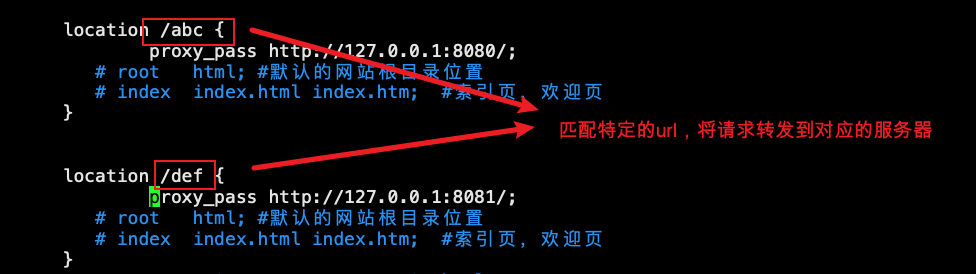 location /abc {
proxy_pass http://127.0.0.1:8080/;
# root html; #默认的网站根目录位置
# index index.html index.htm; #索引页，欢迎页
}
匹配特定的url，将请求转发到对应的服务器
location /def {
proxy_pass http://127.0.0.1:8081/;
# root html; #默认的网站根目录位置
# index index.html index.htm; #索引页，欢迎页
}